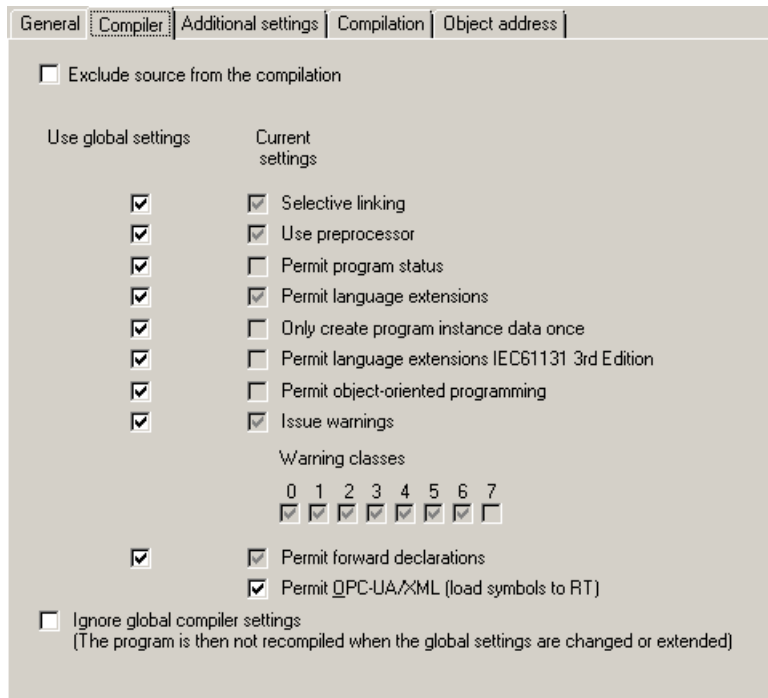 General Compiler Additional settings Compilation Object address
Exclude source from the compilation
Use global settings Current
settings
Selective linking
Use preprocessor
Permit program status
Permit language extensions
Only create program instance data once
Permit language extensions IEC61131 3rd Edition
Permit object-oriented programming
Issue warnings
Warning classes
0 1 2 3 4 5 6 7
Permit forward declarations
Permit OPC-UA/XML (load symbols to RT)
Ignore global compiler settings
(The program is then not recompiled when the global settings are changed or extended)